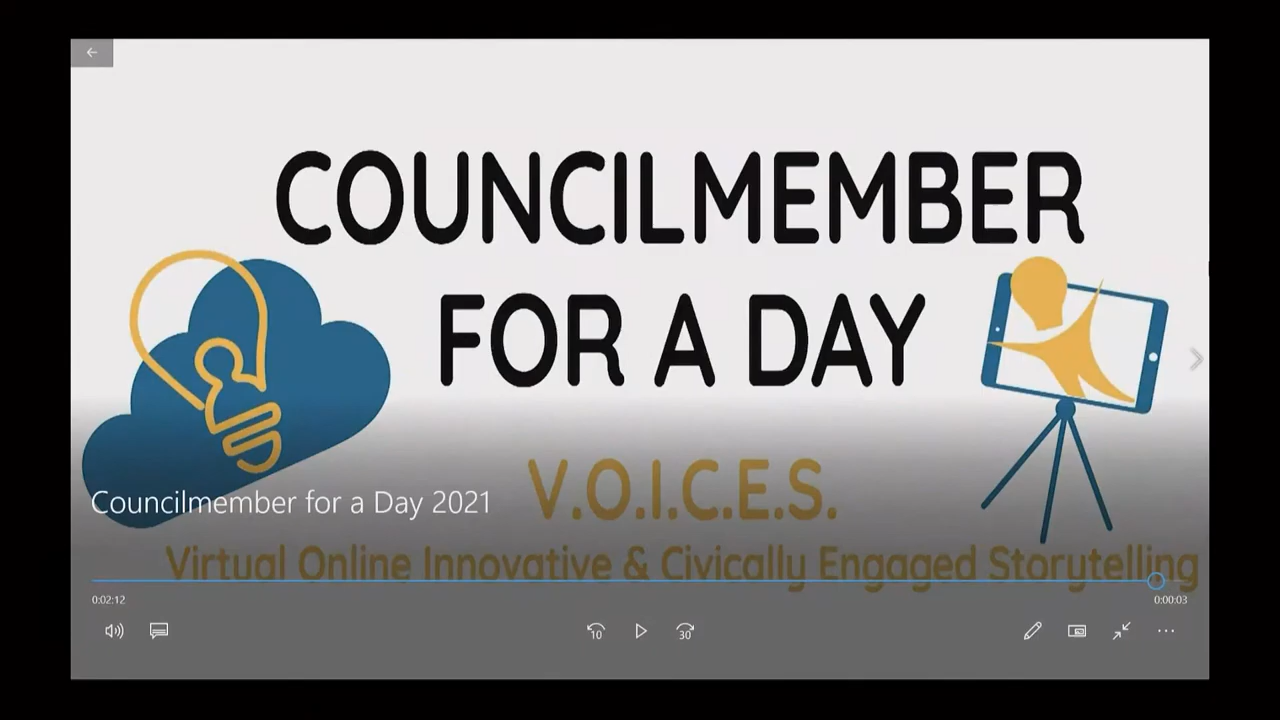 COUNCILMEMBER
FOR A DAY
V.O.I.C.E.S.
Councilmember for a Day 2021
Virtual Online Innovative & Civically Engaged Storytelling
0:02:12
0:00:03
10
30